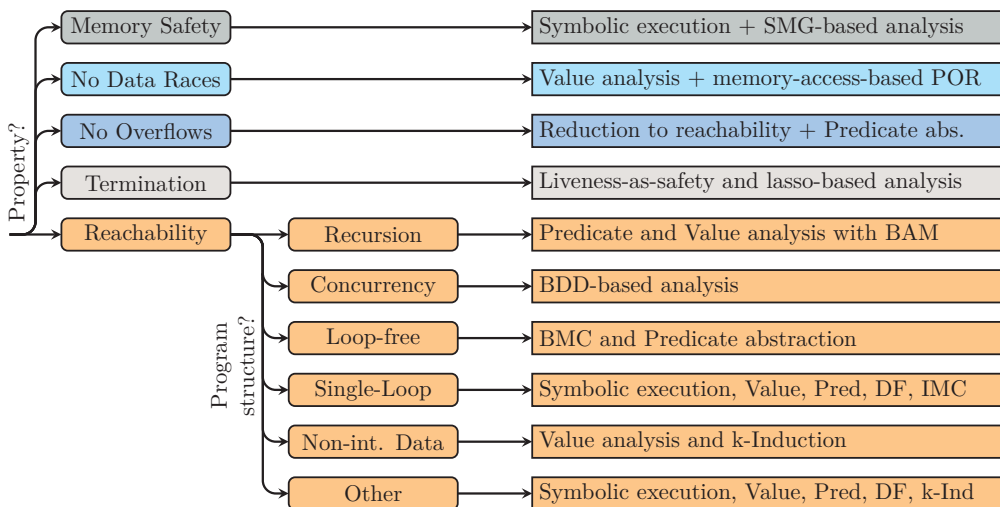 Property?
Memory Safety
Symbolic execution + SMG-based analysis
No Data Races
Value analysis + memory-access-based POR
No Overflows
Reduction to reachability + Predicate abs.
Termination
Liveness-as-safety and lasso-based analysis
Reachability
Program
structure?
Recursion
Predicate and Value analysis with BAM
Concurrency
BDD-based analysis
Loop-free
BMC and Predicate abstraction
Single-Loop
Symbolic execution, Value, Pred, DF, IMC
Non-int. Data
Value analysis and k-Induction
Other
Symbolic execution, Value, Pred, DF, k-Ind